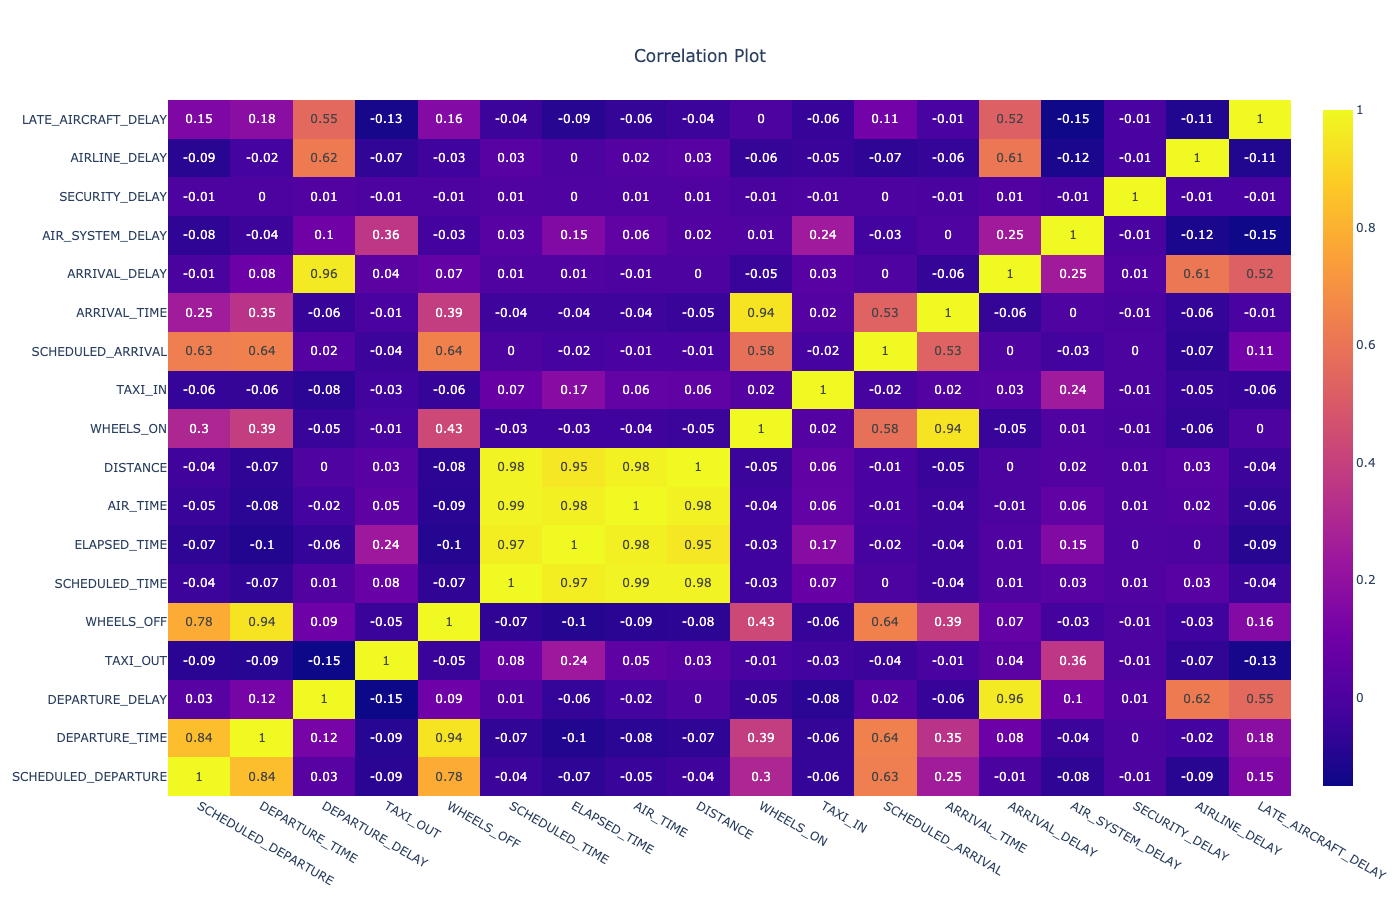 Correlation Plot
LATE_AIRCRAFT_DELAY 0.15 0.18 0.55 -0.13 0.16 -0.04 -0.09 -0.06 -0.04 0 -0.06 0.11 -0.01 0.52 -0.15 -0.01 -0.11 1
AIRLINE_DELAY -0.09 -0.02 0.62 -0.07 -0.03 0.03 0 0.02 0.03 -0.06 -0.05 -0.07 -0.06 0.61 -0.12 -0.01 1 -0.11
SECURITY_DELAY -0.01 0 0.01 -0.01 -0.01 0.01 0 0.01 0.01 -0.01 -0.01 0 -0.01 0.01 -0.01 1 -0.01 -0.01
AIR_SYSTEM_DELAY -0.08 -0.04 0.1 0.36 -0.03 0.03 0.15 0.06 0.02 0.01 0.24 -0.03 0 0.25 1 -0.01 -0.12 -0.15
ARRIVAL_DELAY -0.01 0.08 0.96 0.04 0.07 0.01 0.01 -0.01 0 -0.05 0.03 0 -0.06 1 0.25 0.01 0.61 0.52
ARRIVAL_TIME 0.25 0.35 -0.06 -0.01 0.39 -0.04 -0.04 -0.04 -0.05 0.94 0.02 0.53 1 -0.06 0 -0.01 -0.06 -0.01
SCHEDULED_ARRIVAL 0.63 0.64 0.02 -0.04 0.64 0 -0.02 -0.01 -0.01 0.58 -0.02 1 0.53 0 -0.03 0 -0.07 0.11
TAXI_IN -0.06 -0.06 -0.08 -0.03 -0.06 0.07 0.17 0.06 0.06 0.02 1 -0.02 0.02 0.03 0.24 -0.01 -0.05 -0.06
WHEELS_ON 0.3 0.39 -0.05 -0.01 0.43 -0.03 -0.03 -0.04 -0.05 1 0.02 0.58 0.94 -0.05 0.01 -0.01 -0.06 0
DISTANCE -0.04 -0.07 0 0.03 -0.08 0.98 0.95 0.98 1 -0.05 0.06 -0.01 -0.05 0 0.02 0.01 0.03 -0.04
AIR_TIME -0.05 -0.08 -0.02 0.05 -0.09 0.99 0.98 1 0.98 -0.04 0.06 -0.01 -0.04 -0.01 0.06 0.01 0.02 -0.06
ELAPSED_TIME -0.07 -0.1 -0.06 0.24 -0.1 0.97 1 0.98 0.95 -0.03 0.17 -0.02 -0.04 0.01 0.15 0 0 -0.09
SCHEDULED_TIME -0.04 -0.07 0.01 0.08 -0.07 1 0.97 0.99 0.98 -0.03 0.07 0 -0.04 0.01 0.03 0.01 0.03 -0.04
WHEELS_OFF 0.78 0.94 0.09 -0.05 1 -0.07 -0.1 -0.09 -0.08 0.43 -0.06 0.64 0.39 0.07 -0.03 -0.01 -0.03 0.16
TAXI_OUT -0.09 -0.09 -0.15 1 -0.05 0.08 0.24 0.05 0.03 -0.01 -0.03 -0.04 -0.01 0.04 0.36 -0.01 -0.07 -0.13
DEPARTURE_DELAY 0.03 0.12 1 -0.15 0.09 0.01 -0.06 -0.02 0 -0.05 -0.08 0.02 -0.06 0.96 0.1 0.01 0.62 0.55
DEPARTURE_TIME 0.84 1 0.12 -0.09 0.94 -0.07 -0.1 -0.08 -0.07 0.39 -0.06 0.64 0.35 0.08 -0.04 0 -0.02 0.18
SCHEDULED_DEPARTURE 1 0.84 0.03 -0.09 0.78 -0.04 -0.07 -0.05 -0.04 0.3 -0.06 0.63 0.25 -0.01 -0.08 -0.01 -0.09 0.15
SCHEDULED_DEPARTURE
DEPARTURE_TIME
DEPARTURE_DELAY
TAXI_OUT
WHEELS_OFF
SCHEDULED_TIME
ELAPSED_TIME
AIR_TIME
DISTANCE
WHEELS_ON
TAXI_IN
SCHEDULED_ARRIVAL
ARRIVAL_TIME
ARRIVAL_DELAY
AIR_SYSTEM_DELAY
SECURITY_DELAY
AIRLINE_DELAY
LATE_AIRCRAFT_DELAY
1
0.8
0.6
0.4
0.2
0